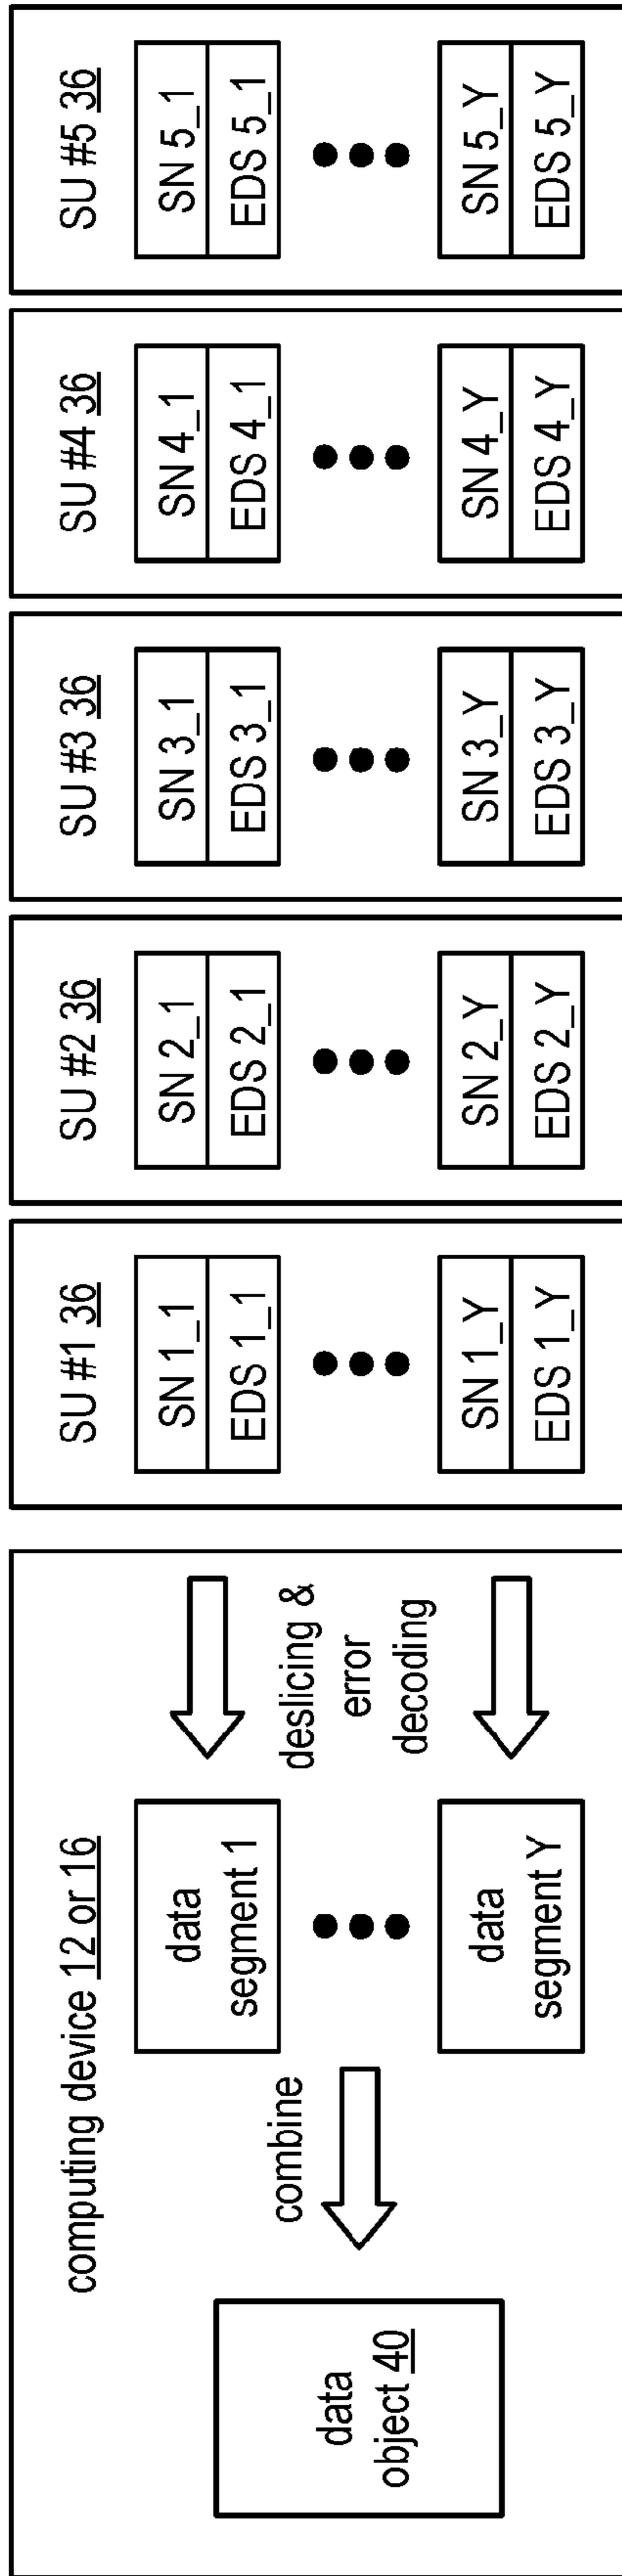 computing device 12 or 16
data
object 40
combine
data
segment 1
data
segment Y
deslicing &
error
decoding
SU #1 36
SN 1_1
EDS 1_1
SN 1_Y
EDS 1_Y
SU #2 36
SN 2_1
EDS 2_1
SN 2_Y
EDS 2_Y
SU #3 36
SN 3_1
EDS 3_1
SN 3_Y
EDS 3_Y
SU #4 36
SN 4_1
EDS 4_1
SN 4_Y
EDS 4_Y
SU #5 36
SN 5_1
EDS 5_1
SN 5_Y
EDS 5_Y